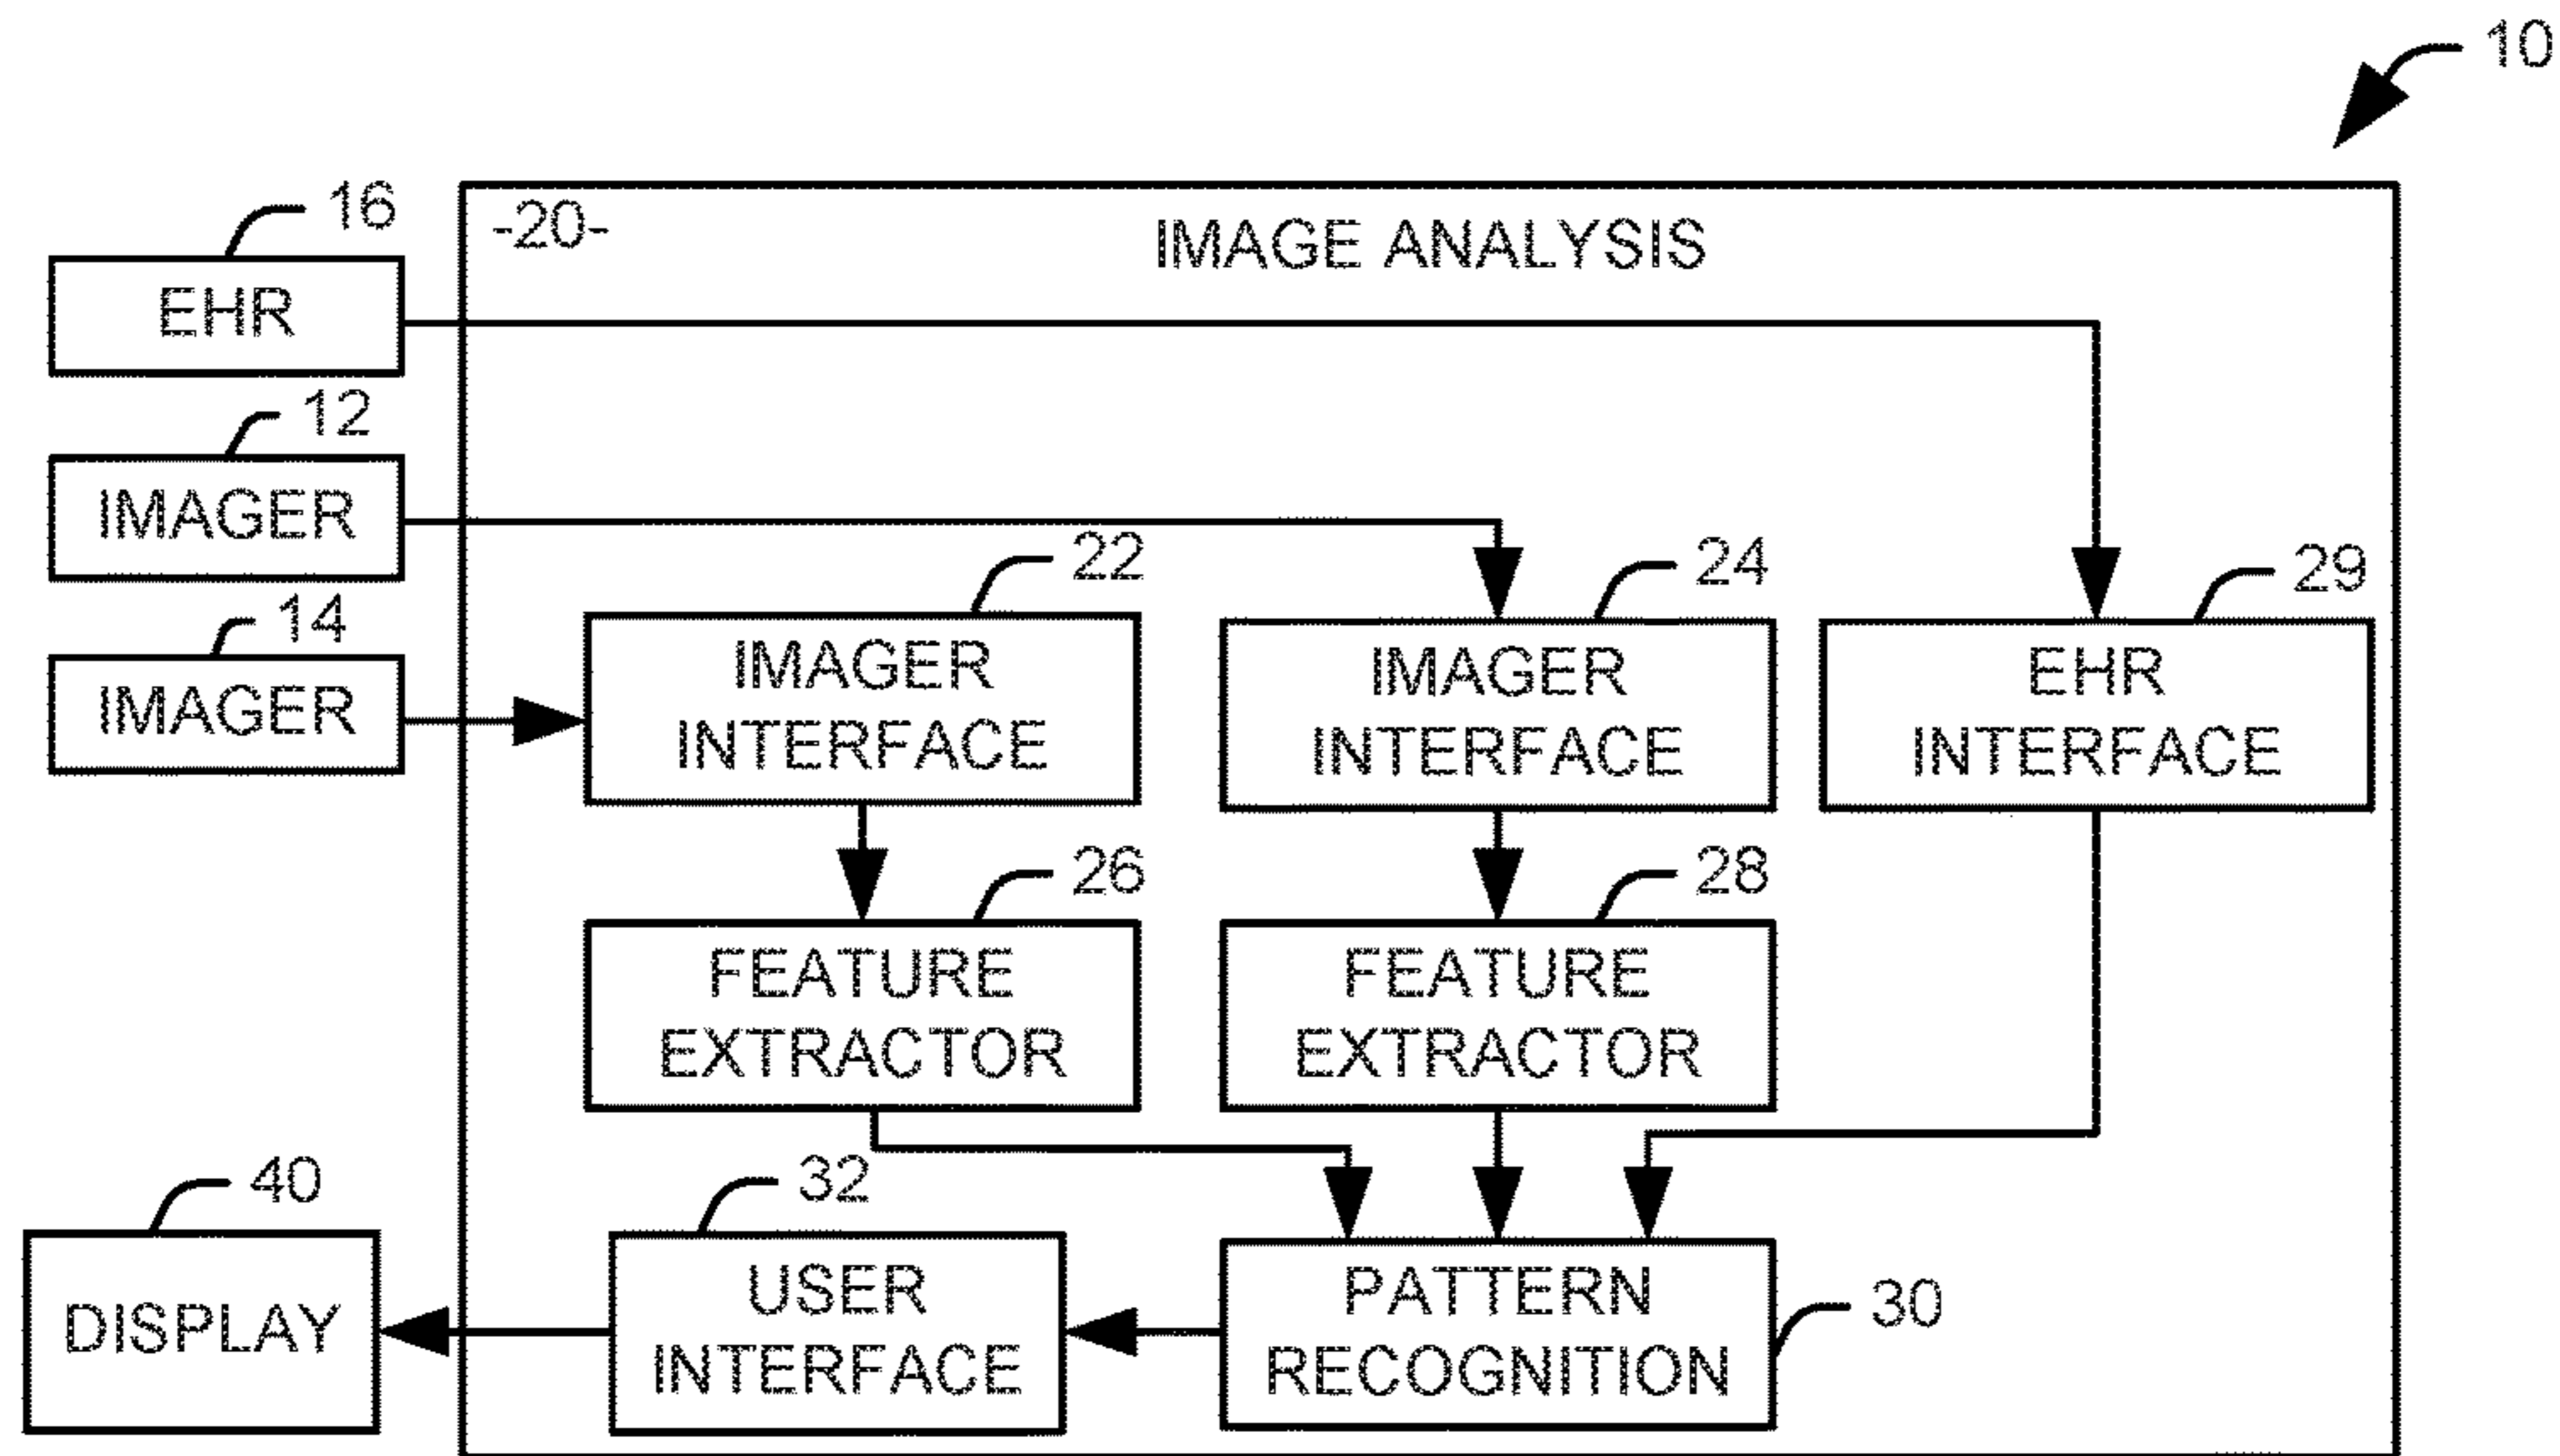 10
16
-20-
IMAGE ANALYSIS
EHR
12
IMAGER
14
IMAGER
22
IMAGER
INTERFACE
24
IMAGER
INTERFACE
29
EHR
INTERFACE
26
FEATURE
EXTRACTOR
28
FEATURE
EXTRACTOR
40
DISPLAY
32
USER
INTERFACE
PATTERN
RECOGNITION
30